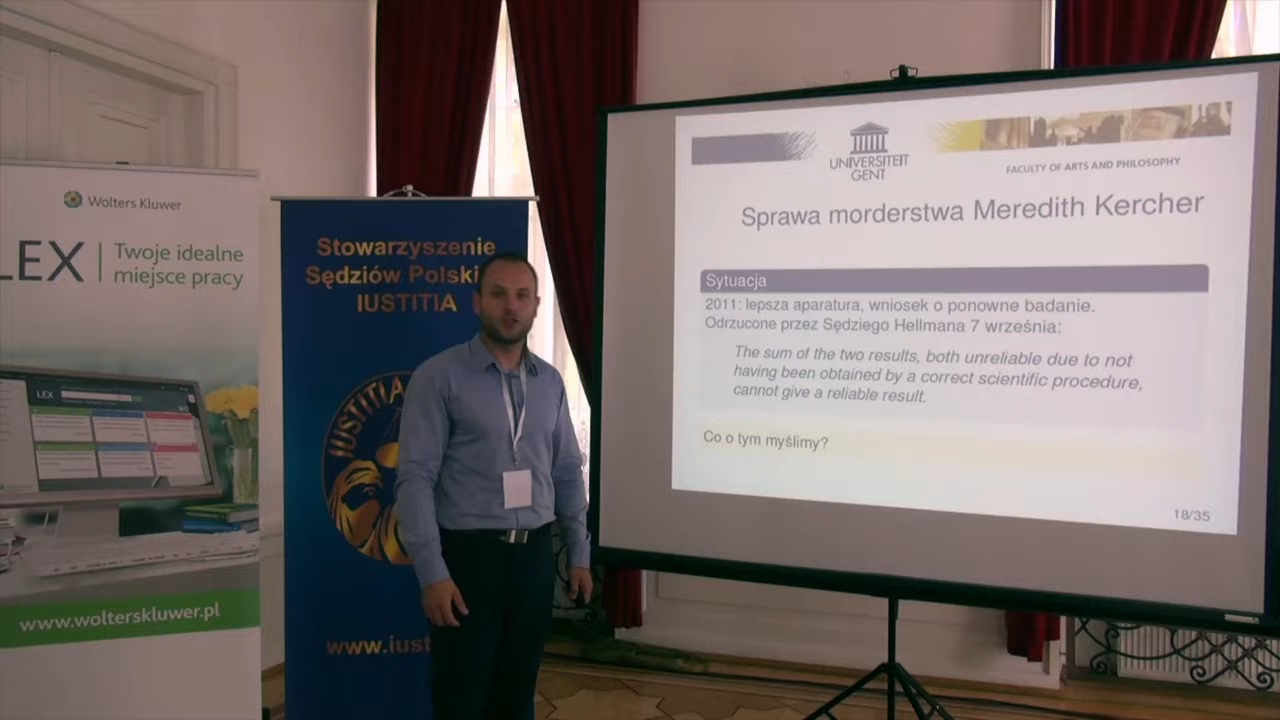 Wolters Kluwer
LEX
Twoje idealne
miejsce pracy
LEX
www.wolterskluwer.pl
Stowarzyszenie
Sędziów
IUSTITIA
IUSTITIA
UNIVERSITEIT
GENT
FACULTY OF ARTS AND PHILOSOPHY
Sprawa morderstwa Meredith Kercher
Sytuacja
2011: lepsza aparatura, wniosek o ponowne badanie.
Odrzucone przez Sędziego Hellmana 7 września:
The sum of the two results, both unreliable due to not
having been obtained by a correct scientific procedure,
cannot give a reliable result.
Co o tym myślimy?
18/35